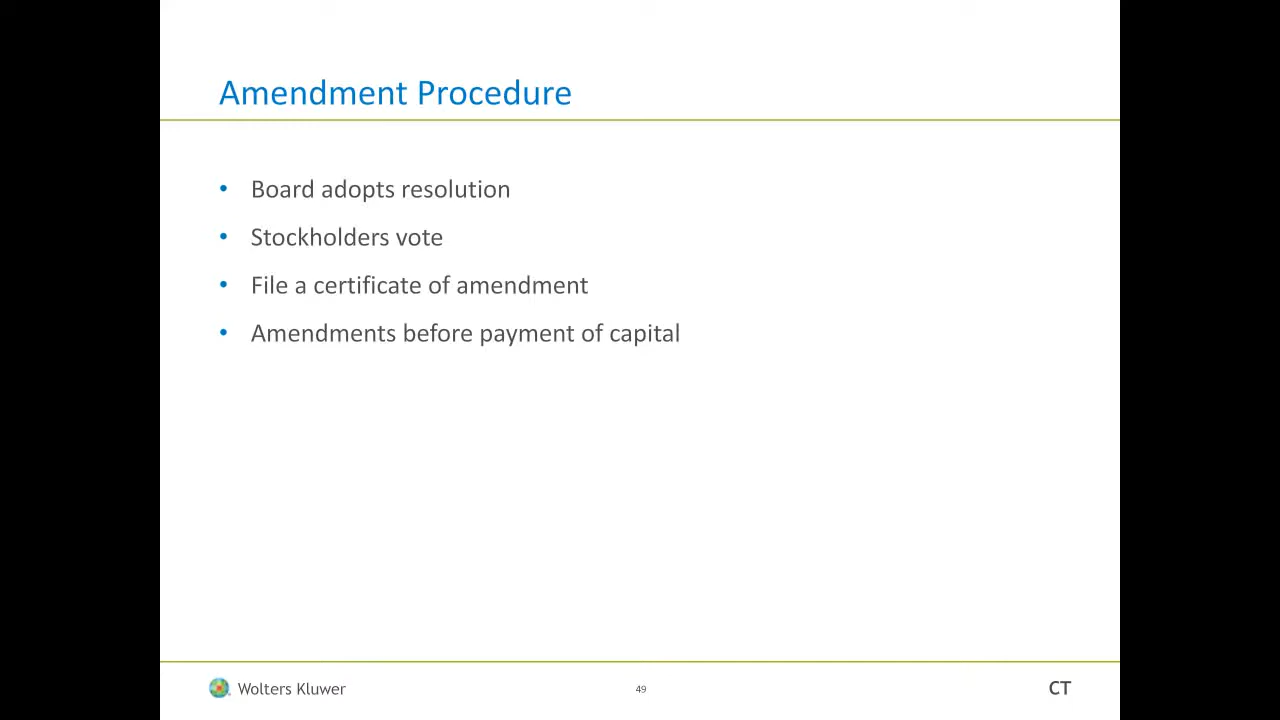 Amendment Procedure
• Board adopts resolution
• Stockholders vote
• File a certificate of amendment
• Amendments before payment of capital
Wolters Kluwer
49
CT